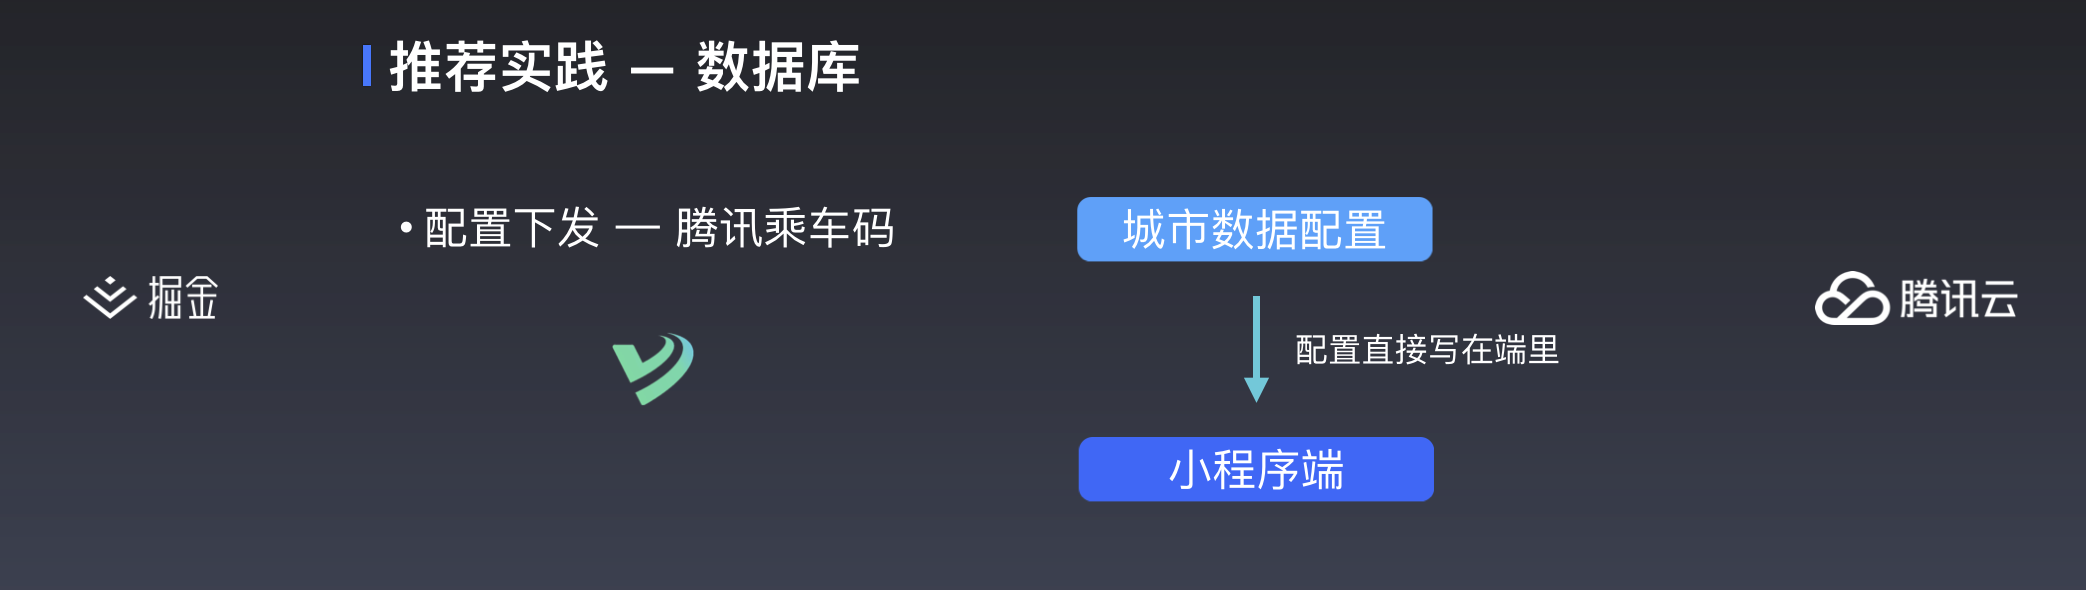 推荐实践 — 数据库
• 配置下发 — 腾讯乘车码
城市数据配置
掘金
腾讯云
配置直接写在端里
小程序端